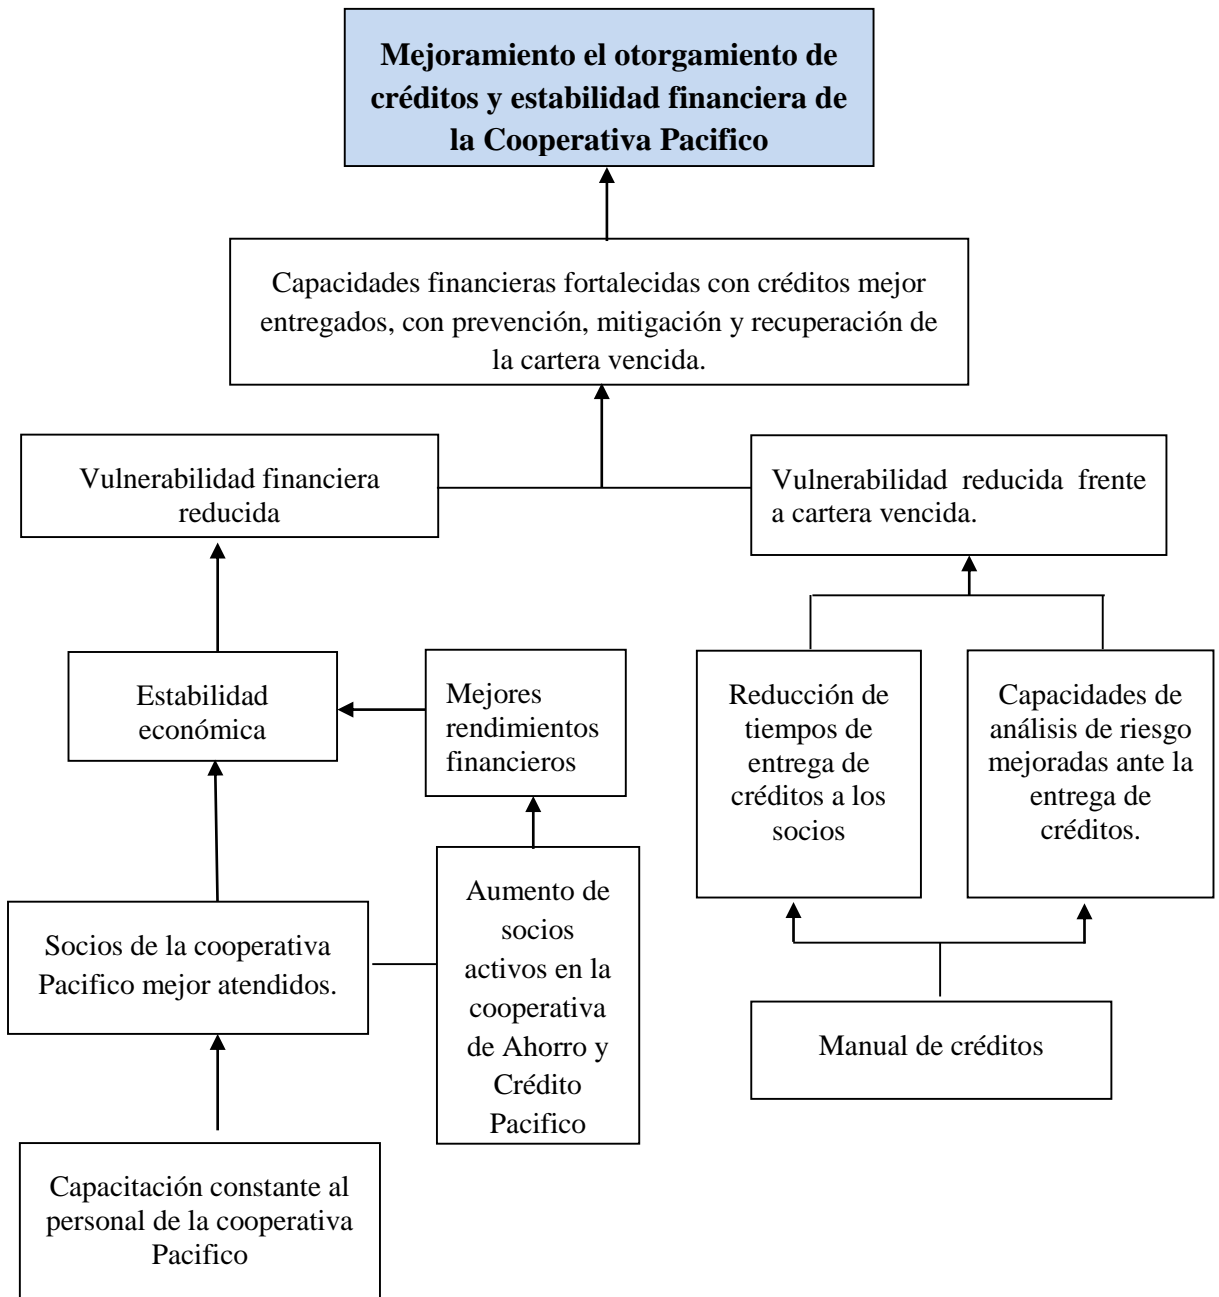 Mejoramiento el otorgamiento de
créditos y estabilidad financiera de
la Cooperativa Pacifico
Capacidades financieras fortalecidas con créditos mejor
entregados, con prevención, mitigación y recuperación de
la cartera vencida.
Vulnerabilidad financiera
reducida
Vulnerabilidad reducida frente
a cartera vencida.
Estabilidad
económica
Mejores
rendimientos
financieros
Reducción de
tiempos de
entrega de
créditos a los
socios
Capacidades de
análisis de riesgo
mejoradas ante la
entrega de
créditos.
Socios de la cooperativa
Pacifico mejor atendidos.
Aumento de
socios
activos en la
cooperativa
de Ahorro y
Crédito
Pacifico
Manual de créditos
Capacitación constante al
personal de la cooperativa
Pacifico